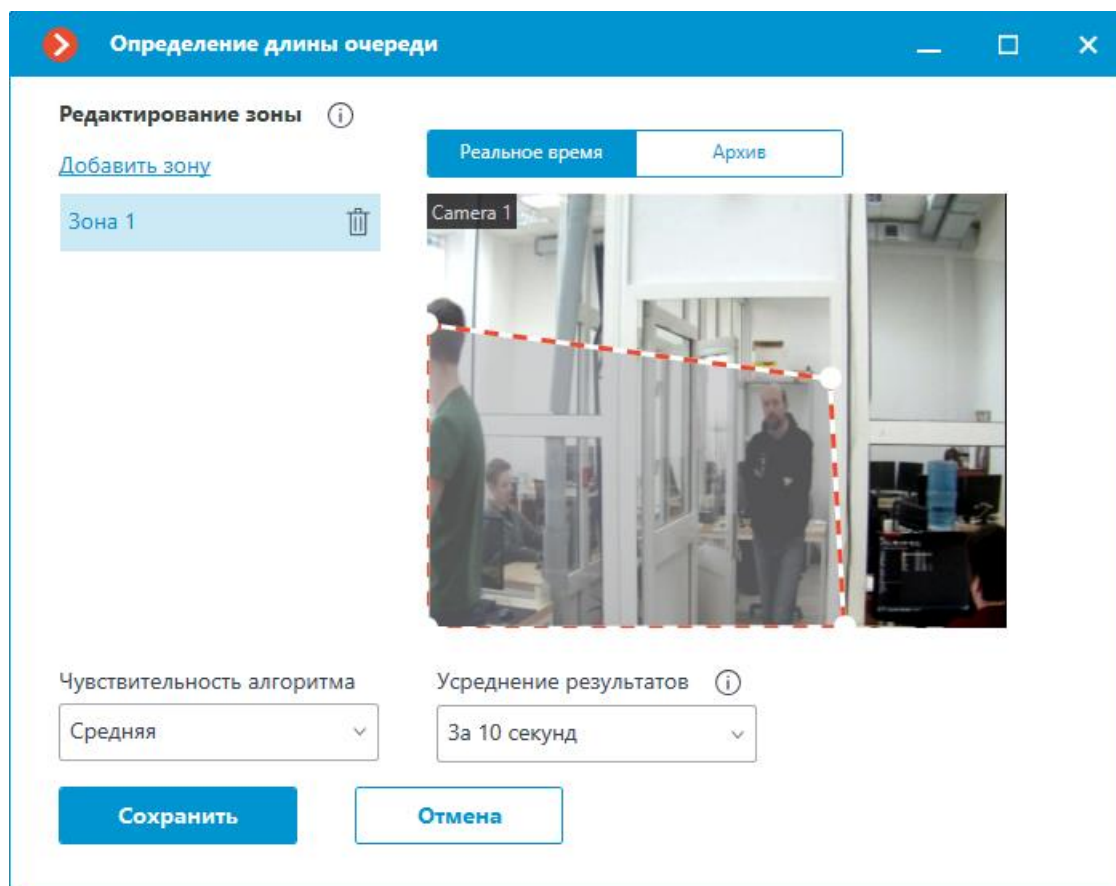 Определение длины очереди
Редактирование зоны
Добавить зону
Реальное время
Архив
Зона 1
Camera 1
Чувствительность алгоритма
Усреднение результатов
Средняя
За 10 секунд
Сохранить
Отмена